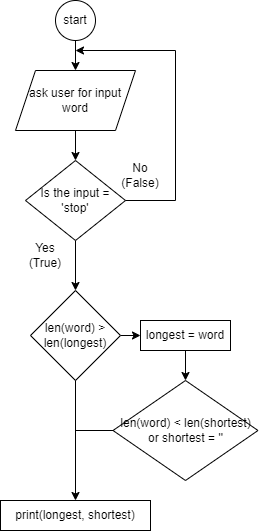 start
ask user for input
word
No
(False)
Is the input =
'stop'
Yes
(True)
len(word) >
len(longest)
longest = word
len(word) < len(shortest)
or shortest = ''
print(longest, shortest)